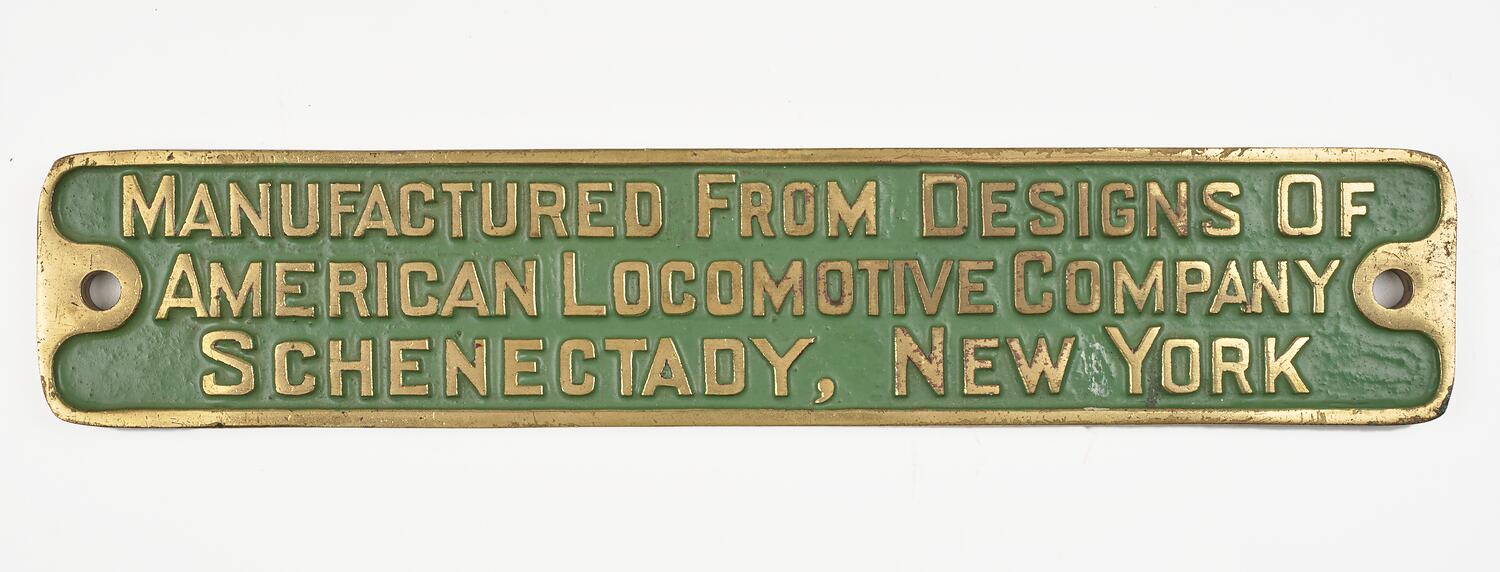 MANUFACTURED FROM DESIGNS OF
AMERICAN LOCOMOTIVE COMPANY
SCHENECTADY, NEW YORK